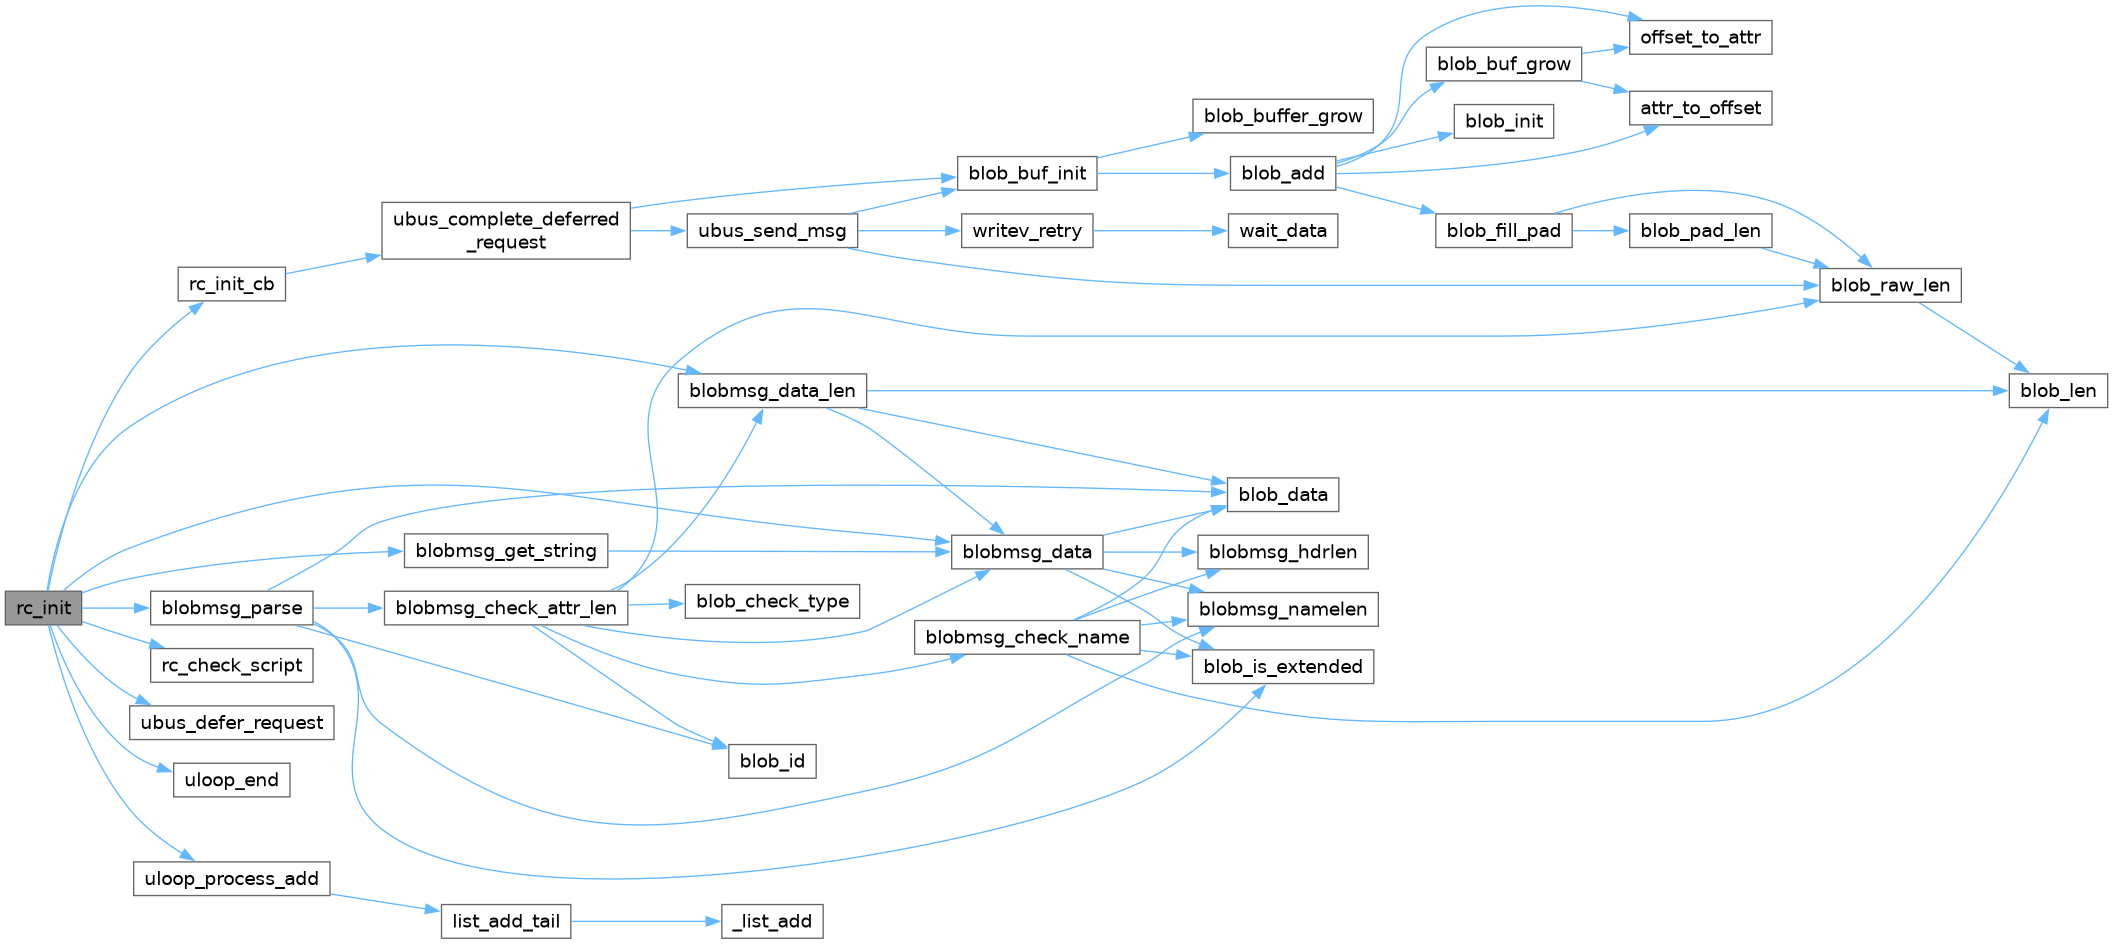 offset_to_attr
blob_buf_grow
attr_to_offset
blob_buffer_grow
blob_init
blob_buf_init
blob_add
ubus_complete_deferred
_request
ubus_send_msg
writev_retry
wait_data
blob_fill_pad
blob_pad_len
rc_init_cb
blob_raw_len
blobmsg_data_len
blob_len
blob_data
blobmsg_get_string
blobmsg_data
blobmsg_hdrlen
rc_init
blobmsg_parse
blobmsg_check_attr_len
blob_check_type
blobmsg_namelen
blobmsg_check_name
rc_check_script
blob_is_extended
ubus_defer_request
blob_id
uloop_end
uloop_process_add
list_add_tail
_list_add